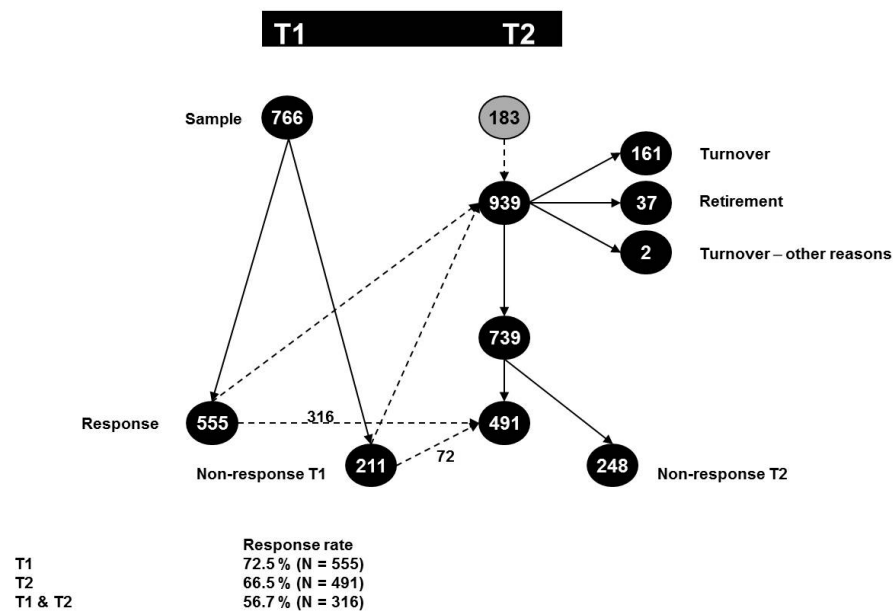 T1 T2
Sample 766 183
161 Turnover
939 37 Retirement
2 Turnover – other reasons
739
Response 555 316 491
Non-response T1 211 72 248 Non-response T2
Response rate
T1 72.5 % (N = 555)
T2 66.5 % (N = 491)
T1 & T2 56.7 % (N = 316)